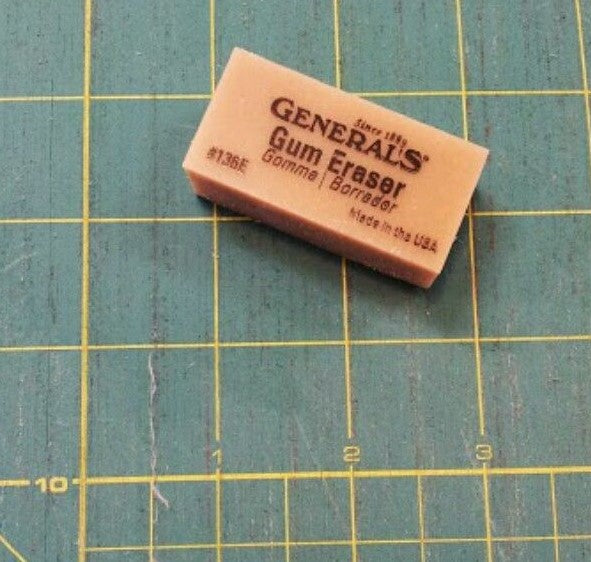 Since 1889
GENERAL'S®
Gum Eraser
#136E Gomme | Borrador
Made in the USA
1 2 3
10